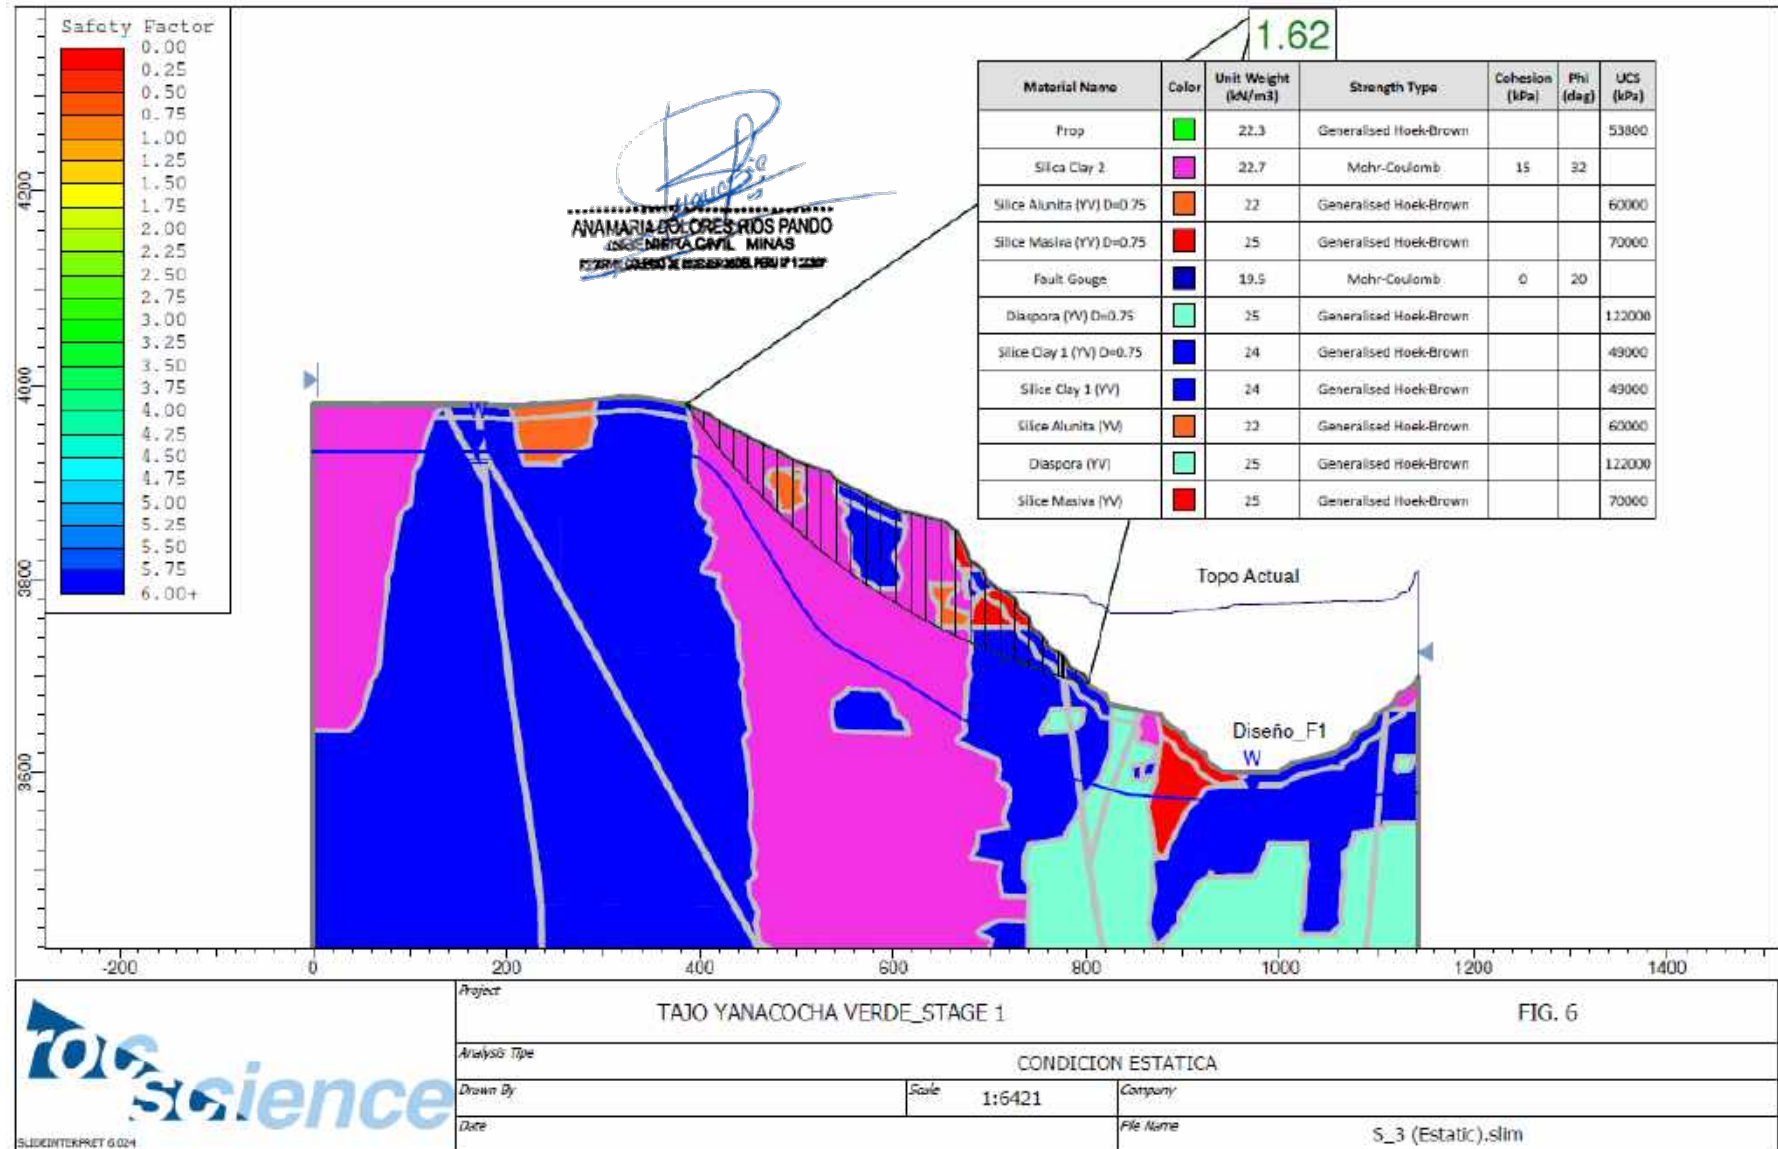 Safety Factor
0.00
0.25
0.50
0.75
1.00
1.25
1.50
1.75
2.00
2.25
2.50
2.75
3.00
3.25
3.50
3.75
4.00
4.25
4.50
4.75
5.00
5.25
5.50
5.75
6.00+
1.62
Material Name Color Unit Weight (kN/m3) Strength Type Cohesion (kPa) Phi (deg) UCS (kPa)
Prop 22.3 Generalised Hoek-Brown 53800
Silica Clay 2 22.7 Mohr-Coulomb 15 32
Silice Alunita (YV) D=0.75 22 Generalised Hoek-Brown 60000
Silice Masiva (YV) D=0.75 25 Generalised Hoek-Brown 70000
Fault Gouge 19.5 Mohr-Coulomb 0 20
Diaspora (YV) D=0.75 25 Generalised Hoek-Brown 122000
Silice Clay 1 (YV) D=0.75 24 Generalised Hoek-Brown 49000
Silice Clay 1 (YV) 24 Generalised Hoek-Brown 49000
Silice Alunita (YV) 22 Generalised Hoek-Brown 60000
Diaspora (YV) 25 Generalised Hoek-Brown 122000
Silice Masiva (YV) 25 Generalised Hoek-Brown 70000
ANA MARIA DOLORES RIOS PANDO
INGENIERA CIVIL MINAS
4200
4000
3800
3600
W
Topo Actual
Diseño_F1
W
-200 0 200 400 600 800 1000 1200 1400
rocscience
SLIDEINTERPRET 6.024
Project
TAJO YANACOCHA VERDE_STAGE 1
FIG. 6
Analysis Tipe
CONDICION ESTATICA
Drawn By
Scale
1:6421
Company
Date
File Name
S_3 (Estatic).slim